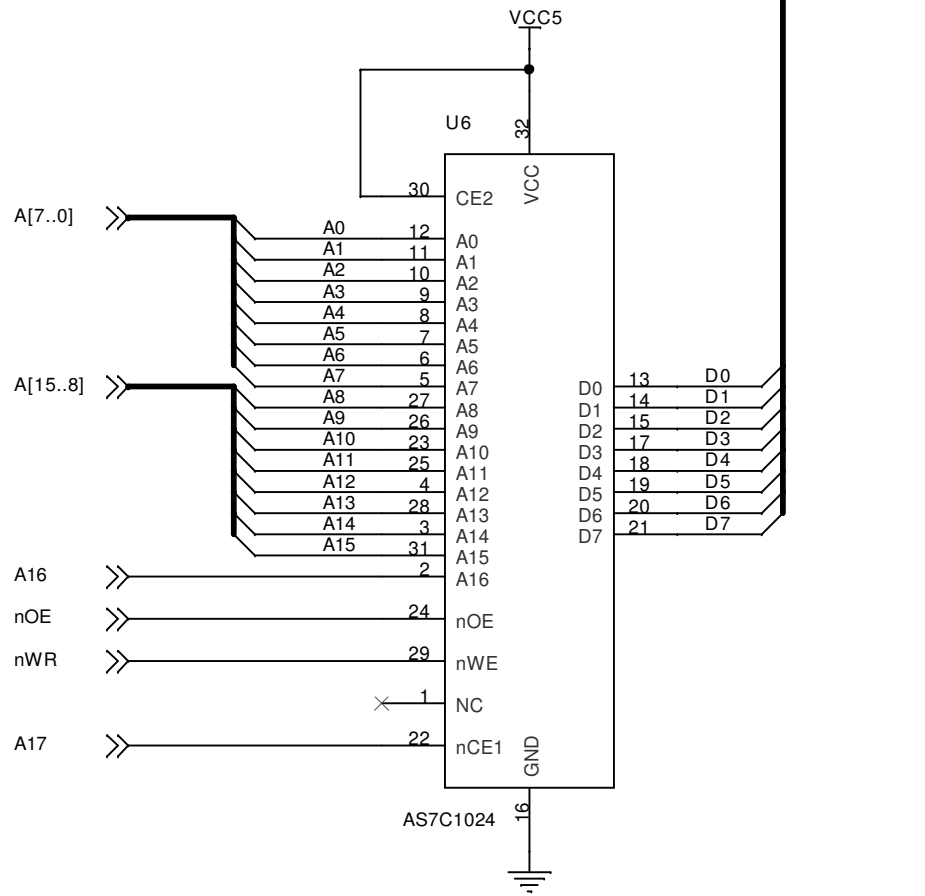 VCC5
U6
32
VCC
30
CE2
A[7..0]
A0 12 A0
A1 11 A1
A2 10 A2
A3 9 A3
A4 8 A4
A5 7 A5
A6 6 A6
A7 5 A7
A[15..8]
A8 27 A8
A9 26 A9
A10 23 A10
A11 25 A11
A12 4 A12
A13 28 A13
A14 3 A14
A15 31 A15
D0 13 D0
D1 14 D1
D2 15 D2
D3 17 D3
D4 18 D4
D5 19 D5
D6 20 D6
D7 21 D7
A16 2 A16
nOE 24 nOE
nWR 29 nWE
1 NC
A17 22 nCE1
GND
AS7C1024
16